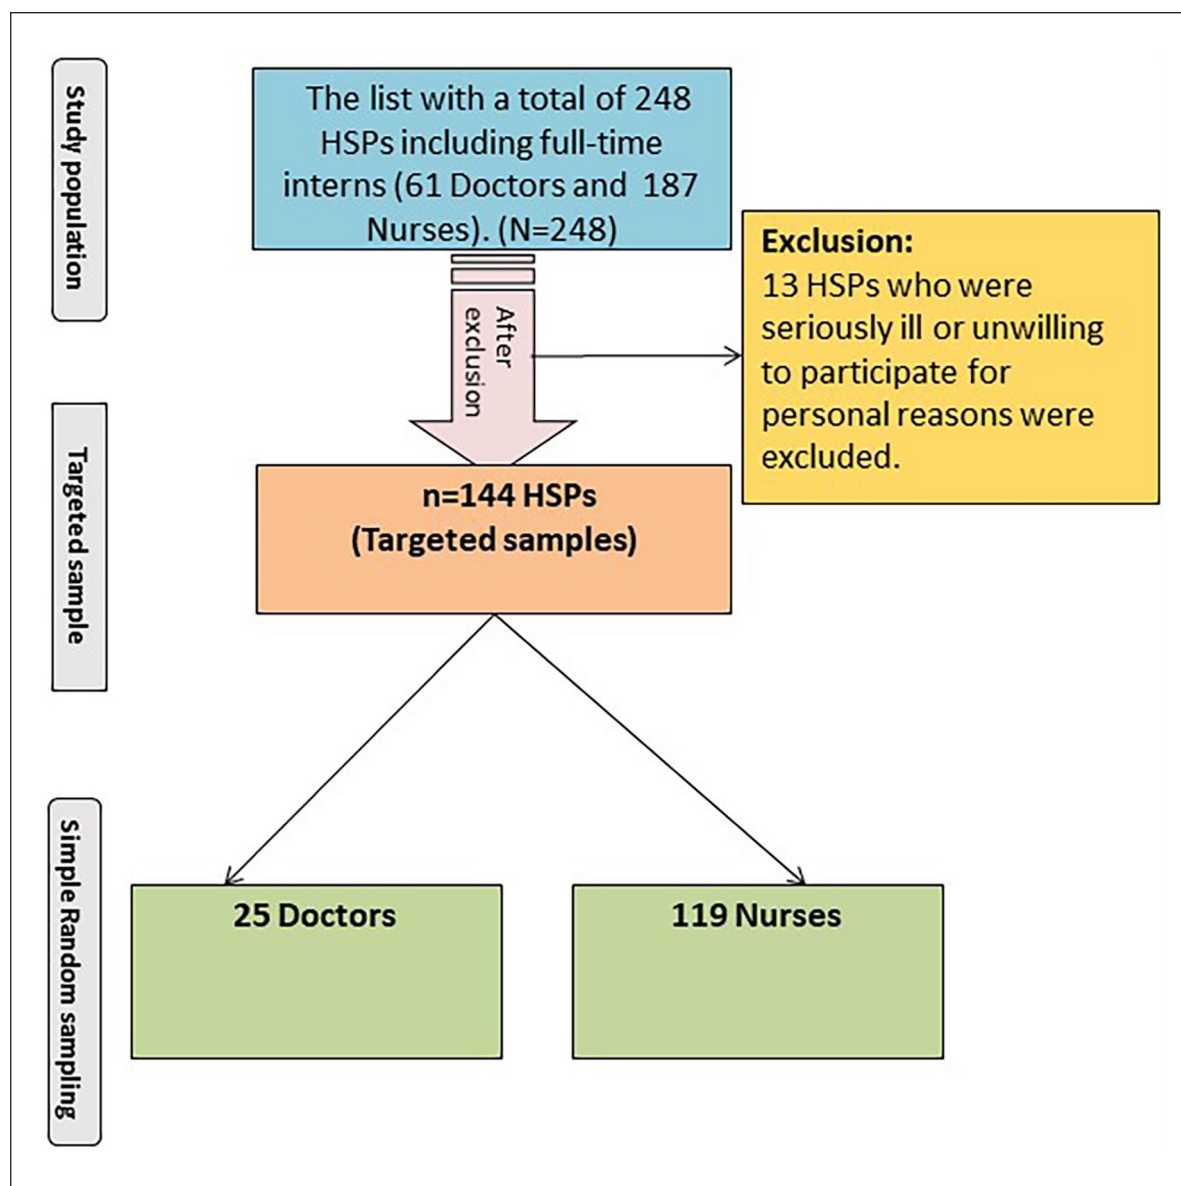 Study population
The list with a total of 248
HSPs including full-time
interns (61 Doctors and 187
Nurses). (N=248)
After
exclusion
Exclusion:
13 HSPs who were
seriously ill or unwilling
to participate for
personal reasons were
excluded.
Targeted sample
n=144 HSPs
(Targeted samples)
Simple Random sampling
25 Doctors
119 Nurses